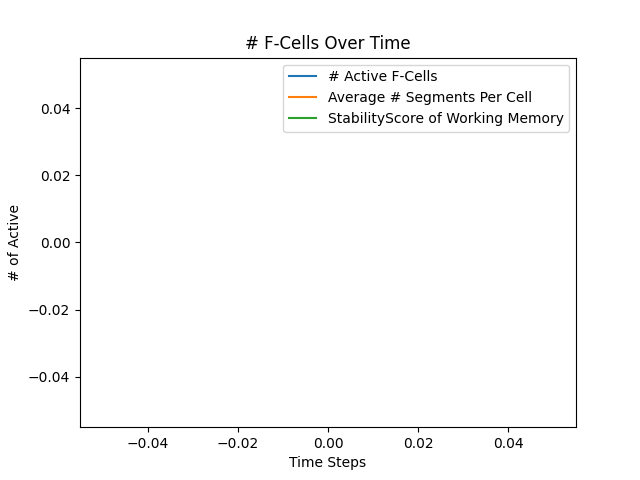 # F-Cells Over Time
# Active F-Cells
Average # Segments Per Cell
StabilityScore of Working Memory
# of Active
0.04
0.02
0.00
−0.02
−0.04
−0.04
−0.02
0.00
0.02
0.04
Time Steps